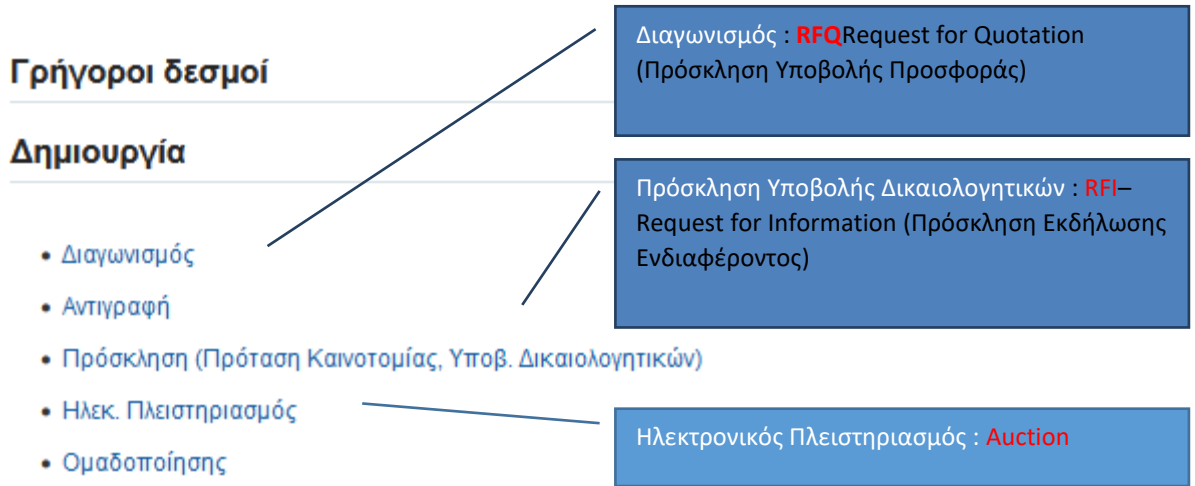 Γρήγοροι δεσμοί
Δημιουργία
• Διαγωνισμός
• Αντιγραφή
• Πρόσκληση (Πρόταση Καινοτομίας, Υποβ. Δικαιολογητικών)
• Ηλεκ. Πλειστηριασμός
• Ομαδοποίησης
Διαγωνισμός : RFQRequest for Quotation
(Πρόσκληση Υποβολής Προσφοράς)
Πρόσκληση Υποβολής Δικαιολογητικών : RFI–
Request for Information (Πρόσκληση Εκδήλωσης
Ενδιαφέροντος)
Ηλεκτρονικός Πλειστηριασμός : Auction